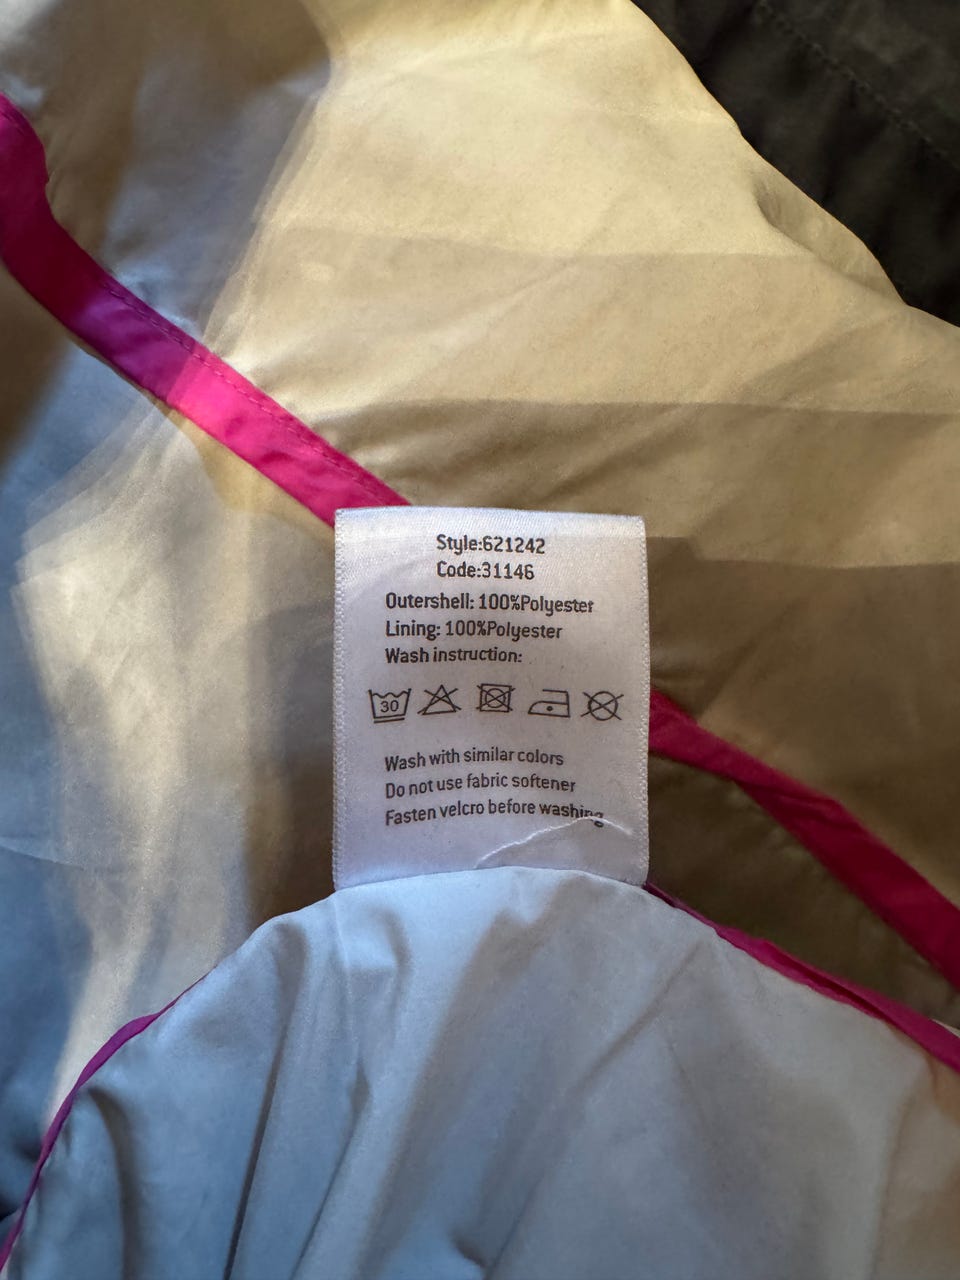 Style:621242
Code:31146
Outershell: 100%Polyester
Lining: 100%Polyester
Wash instruction:
30
Wash with similar colors
Do not use fabric softener
Fasten velcro before washing